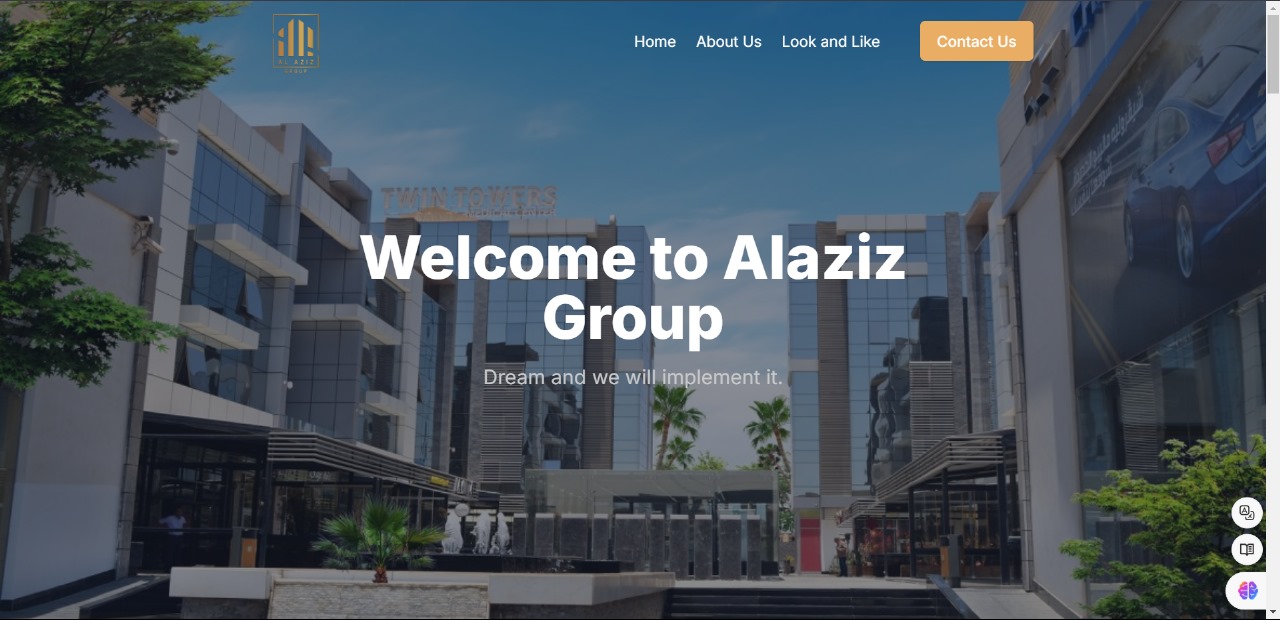 AL AZIZ
GROUP
Home
About Us
Look and Like
Contact Us
TWIN TOWERS
Welcome to Alaziz
Group
Dream and we will implement it.